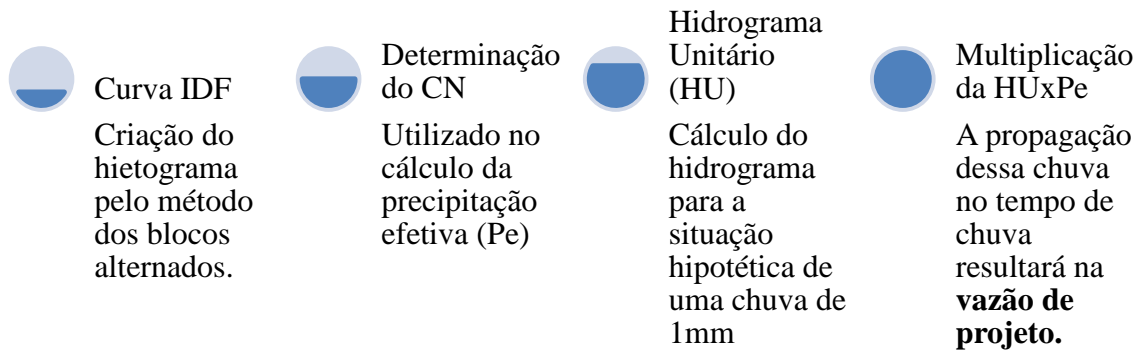 Curva IDF
Criação do
hietograma
pelo método
dos blocos
alternados.
Determinação
do CN
Utilizado no
cálculo da
precipitação
efetiva (Pe)
Hidrograma
Unitário
(HU)
Cálculo do
hidrograma
para a
situação
hipotética de
uma chuva de
1mm
Multiplicação
da HUxPe
A propagação
dessa chuva
no tempo de
chuva
resultará na
vazão de
projeto.